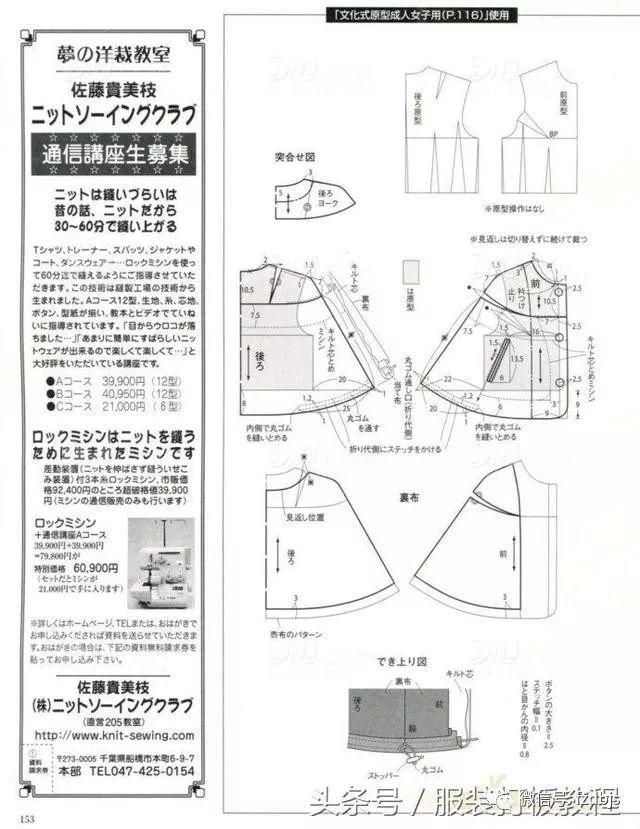 夢の洋裁教室
佐藤貴美枝
ニットソーイングクラブ
通信講座生募集
ニットは縫いづらいは
昔の話、ニットだから
30〜60分で縫い上がる
Tシャツ、トレーナー、スパッツ、ジャケットや
コート、ダンスウェアー…ロックミシンを使っ
て60分迄で縫えるようにご指導させていた
だきます。この技術は縫製工場の技術から
生まれました。Aコース12型、生地、糸、芯地、
ボタン、型紙が揃い、教本とビデオでていね
いに指導されています。「目からウロコが落ち
ました…」「あまりに簡単にすばらしいニッ
トウェアが出来るので楽しくて楽しくて…」と
大好評をいただいている講座です。
●Aコース 39,900円(12型)
●Bコース 40,950円(12型)
●Cコース 21,000円(6型)
ロックミシンはニットを縫う
ために生まれたミシンです
差動装置(ニットを伸ばさず縫ういせこ
み装置)付3本糸ロックミシン、市販価
格92,400円のところ超破格値39,900
円(ミシンの通信販売のみも行います)
ロックミシン
+通信講座Aコース
39,900円+39,900円
=79,800円が
特別価格 60,900円
(セットだとミシンが
21,000円で手に入ります)
※詳しくはホームページ、TELまたは、おはがきで
お申し込みくだされば資料を送らせていただきま
す。おはがきの場合は、下記の資料無料請求券を
貼ってお申し込み下さい。
佐藤貴美枝
(株)ニットソーイングクラブ
(直営205教室)
http://www.knit-sewing.com
①
資料
請求券
〒273-0005 千葉県船橋市本町6-9-7
本部 TEL047-425-0154
153
「文化式原型成人女子用(P.116)」使用
後ろ
原型
前
原型
BP
※原型操作はなし
突合せ図
3
.5
後ろ
ヨーク
※見返しは切り替えずに続けて裁つ
は原型
2
10.5
7.5
後ろ
キルト芯
裏布
キルト芯とめ
ミシン
22
25
1.2
内側で丸ゴム
を縫いとめる
丸ゴムを通す
折り代側にステッチをかける
丸ゴム通し口(折り代側)
当て布
前
衿つけ
止り
10.5
2.5
7.5
16
13.5
1.5
6
20
22
9
2.5
3
キルト芯とめミシン
内側で丸ゴム
を縫いとめる
裏布
見返し位置
後ろ
前
3
3
表布のパターン
でき上り図
裏布
キルト芯
後ろ
前
脇
ストッパー
丸ゴム
ボタンの大きさ=2.5
ステッチ幅=0.1
はと目かんの内径=0.8
头条号/服装打板教程